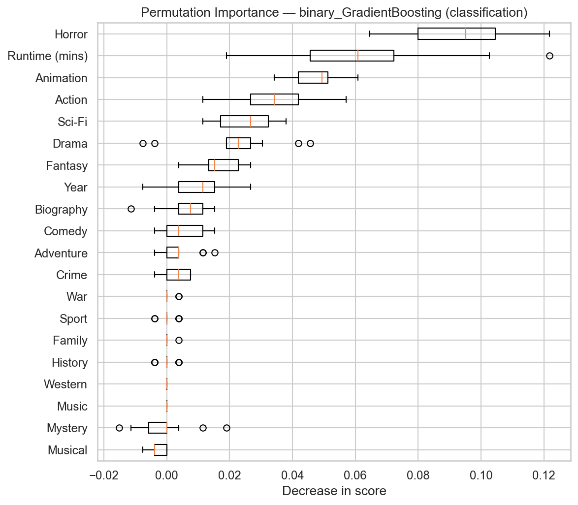 Permutation Importance — binary_GradientBoosting (classification)
Horror
Runtime (mins)
Animation
Action
Sci-Fi
Drama
Fantasy
Year
Biography
Comedy
Adventure
Crime
War
Sport
Family
History
Western
Music
Mystery
Musical
−0.02 0.00 0.02 0.04 0.06 0.08 0.10 0.12
Decrease in score